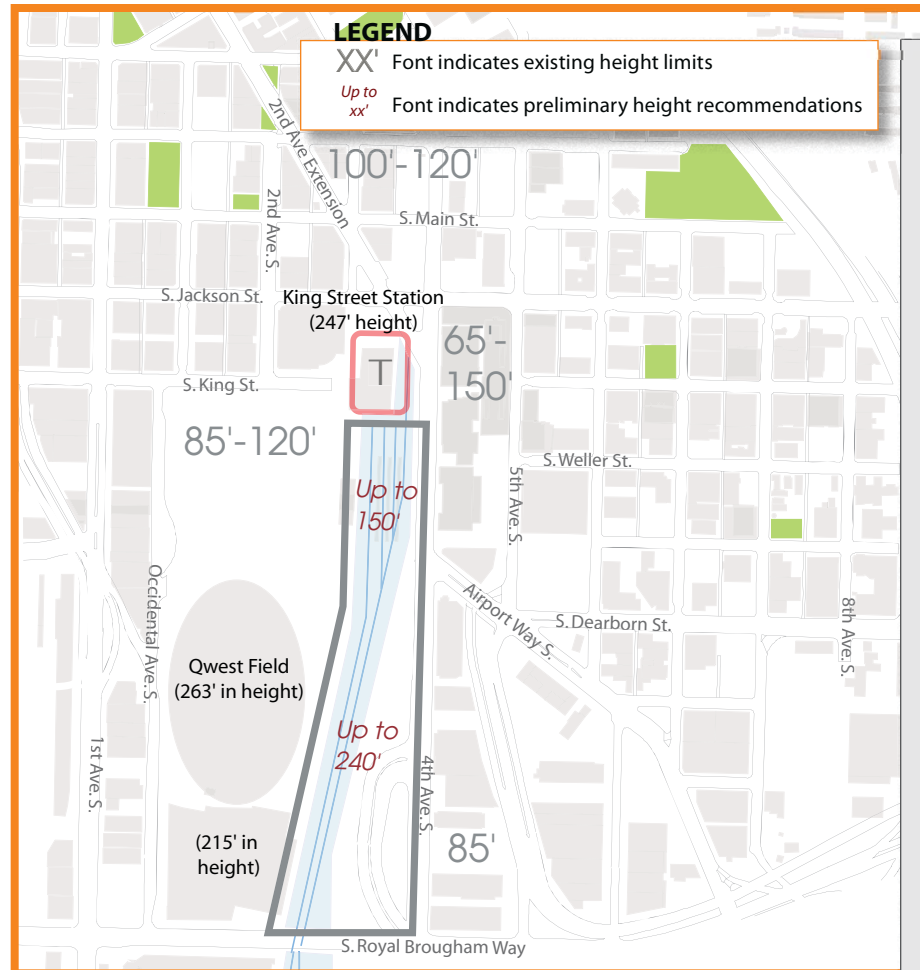 LEGEND
XX' Font indicates existing height limits
Up to
xx' Font indicates preliminary height recommendations
2nd Ave Extension
100'-120'
2nd Ave. S.
S. Main St.
S. Jackson St.
King Street Station
(247' height)
65'-
150'
T
S. King St.
85'-120'
S. Weller St.
Up to
150'
5th Ave. S.
Occidental Ave. S.
Airport Way S.
S. Dearborn St.
8th Ave. S.
Qwest Field
(263' in height)
Up to
240'
1st Ave. S.
4th Ave. S.
(215' in
height)
85'
S. Royal Brougham Way